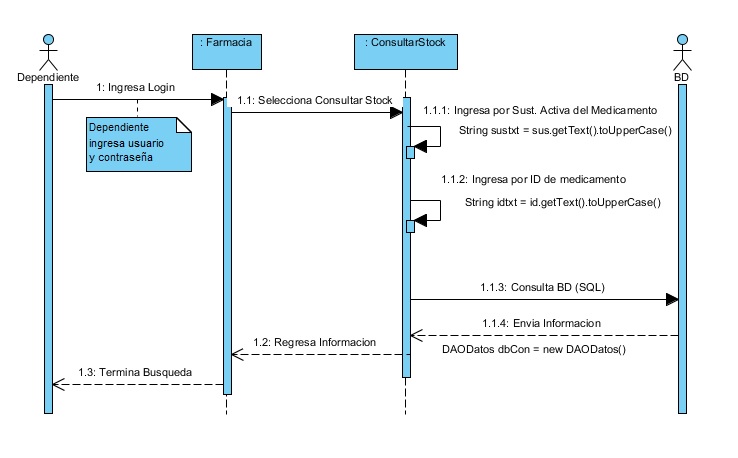 : Farmacia
: ConsultarStock
Dependiente
BD
1: Ingresa Login
1.1: Selecciona Consultar Stock
Dependiente
ingresa usuario
y contraseña
1.1.1: Ingresa por Sust. Activa del Medicamento
String sustxt = sus.getText().toUpperCase()
1.1.2: Ingresa por ID de medicamento
String idtxt = id.getText().toUpperCase()
1.1.3: Consulta BD (SQL)
1.1.4: Envia Informacion
DAODatos dbCon = new DAODatos()
1.2: Regresa Informacion
1.3: Termina Busqueda